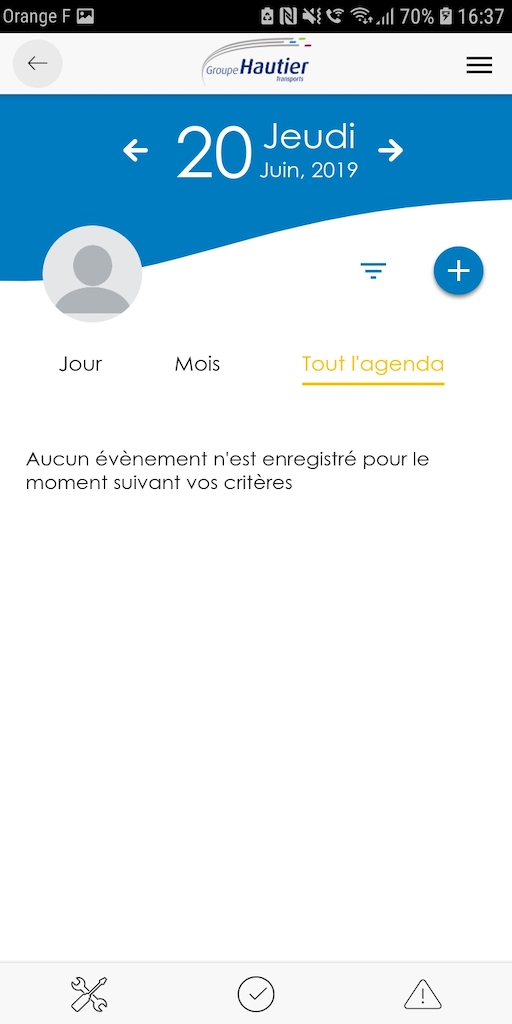 Orange F 70% 16:37
Groupe Hautier
Transports
20 Jeudi
Juin, 2019
Jour Mois Tout l'agenda
Aucun évènement n'est enregistré pour le
moment suivant vos critères